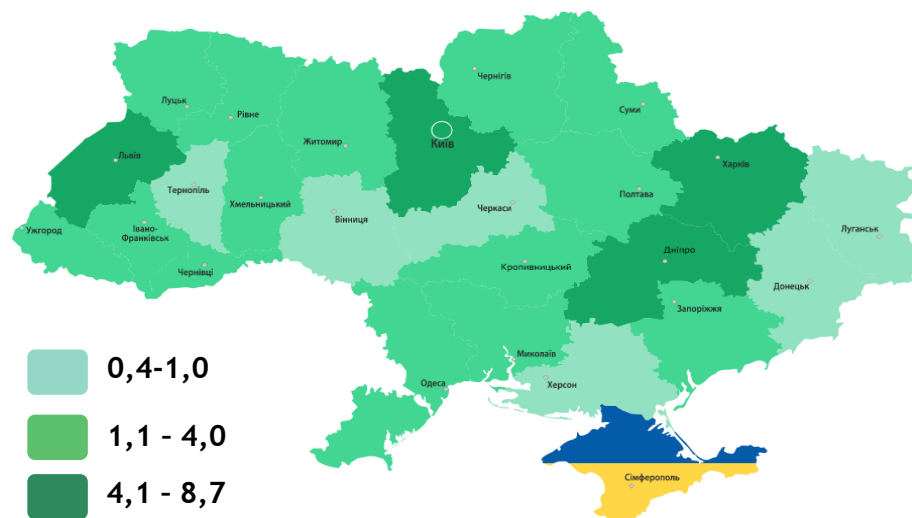 Чернігів
Луцьк
Рівне
Суми
Київ
Житомир
Львів
Харків
Тернопіль
Хмельницький
Полтава
Черкаси
Вінниця
Ужгород
Івано-
Франківськ
Луганськ
Дніпро
Чернівці
Кропивницький
Донецьк
Запоріжжя
Миколаїв
Одеса
Херсон
Сімферополь
0,4-1,0
1,1 - 4,0
4,1 - 8,7